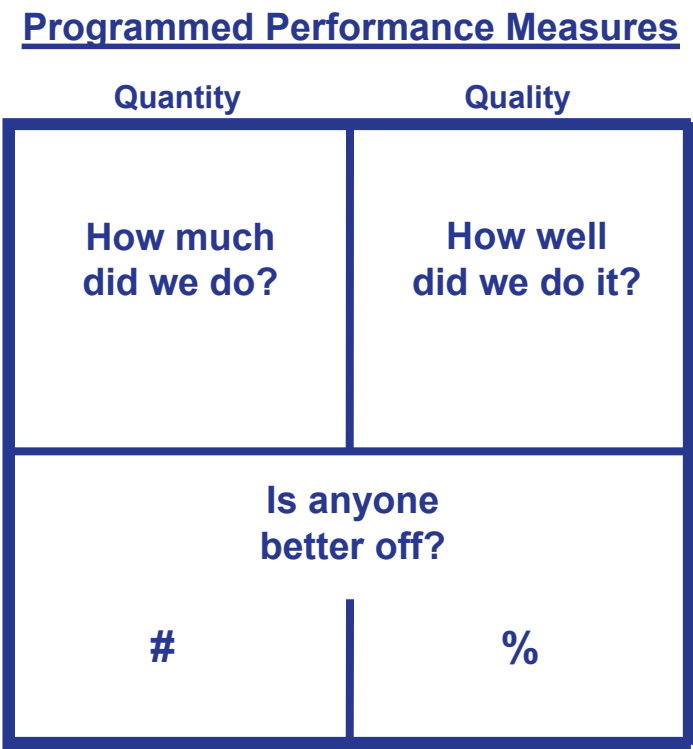 Programmed Performance Measures
Quantity
Quality
How much
did we do?
How well
did we do it?
Is anyone
better off?
#
%